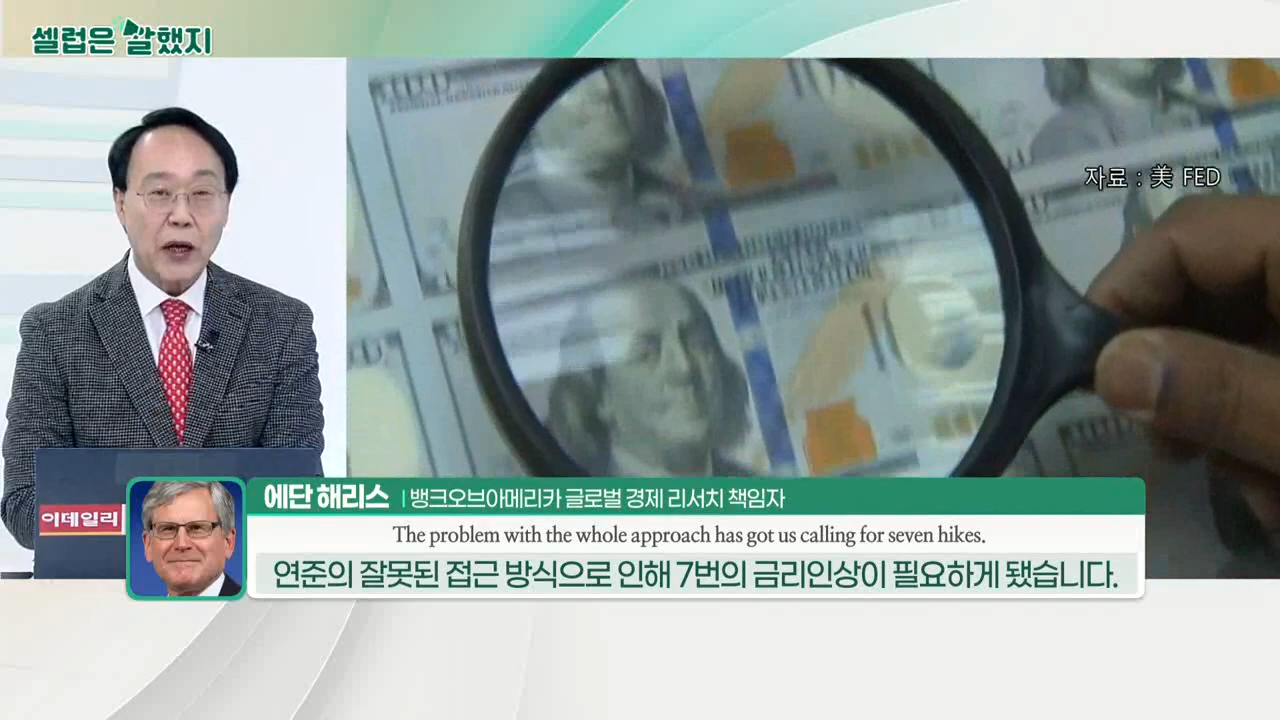 셀럽은 말했지
자료 : 美 FED
이데일리
에단 해리스 | 뱅크오브아메리카 글로벌 경제 리서치 책임자
The problem with the whole approach has got us calling for seven hikes.
연준의 잘못된 접근 방식으로 인해 7번의 금리인상이 필요하게 됐습니다.